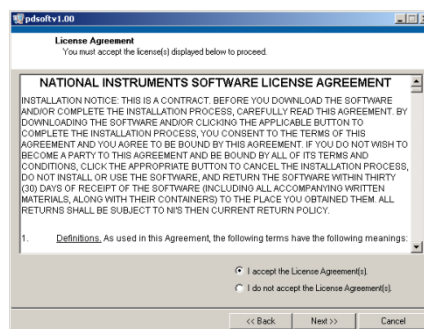 pdsoftv1.00
License Agreement
You must accept the license(s) displayed below to proceed.
NATIONAL INSTRUMENTS SOFTWARE LICENSE AGREEMENT
INSTALLATION NOTICE: THIS IS A CONTRACT. BEFORE YOU DOWNLOAD THE SOFTWARE
AND/OR COMPLETE THE INSTALLATION PROCESS, CAREFULLY READ THIS AGREEMENT. BY
DOWNLOADING THE SOFTWARE AND/OR CLICKING THE APPLICABLE BUTTON TO
COMPLETE THE INSTALLATION PROCESS, YOU CONSENT TO THE TERMS OF THIS
AGREEMENT AND YOU AGREE TO BE BOUND BY THIS AGREEMENT. IF YOU DO NOT WISH TO
BECOME A PARTY TO THIS AGREEMENT AND BE BOUND BY ALL OF ITS TERMS AND
CONDITIONS, CLICK THE APPROPRIATE BUTTON TO CANCEL THE INSTALLATION PROCESS,
DO NOT INSTALL OR USE THE SOFTWARE, AND RETURN THE SOFTWARE WITHIN THIRTY
(30) DAYS OF RECEIPT OF THE SOFTWARE (INCLUDING ALL ACCOMPANYING WRITTEN
MATERIALS, ALONG WITH THEIR CONTAINERS) TO THE PLACE YOU OBTAINED THEM. ALL
RETURNS SHALL BE SUBJECT TO NI'S THEN CURRENT RETURN POLICY.
1. Definitions. As used in this Agreement, the following terms have the following meanings:
I accept the License Agreement(s).
I do not accept the License Agreement(s).
<< Back Next >> Cancel